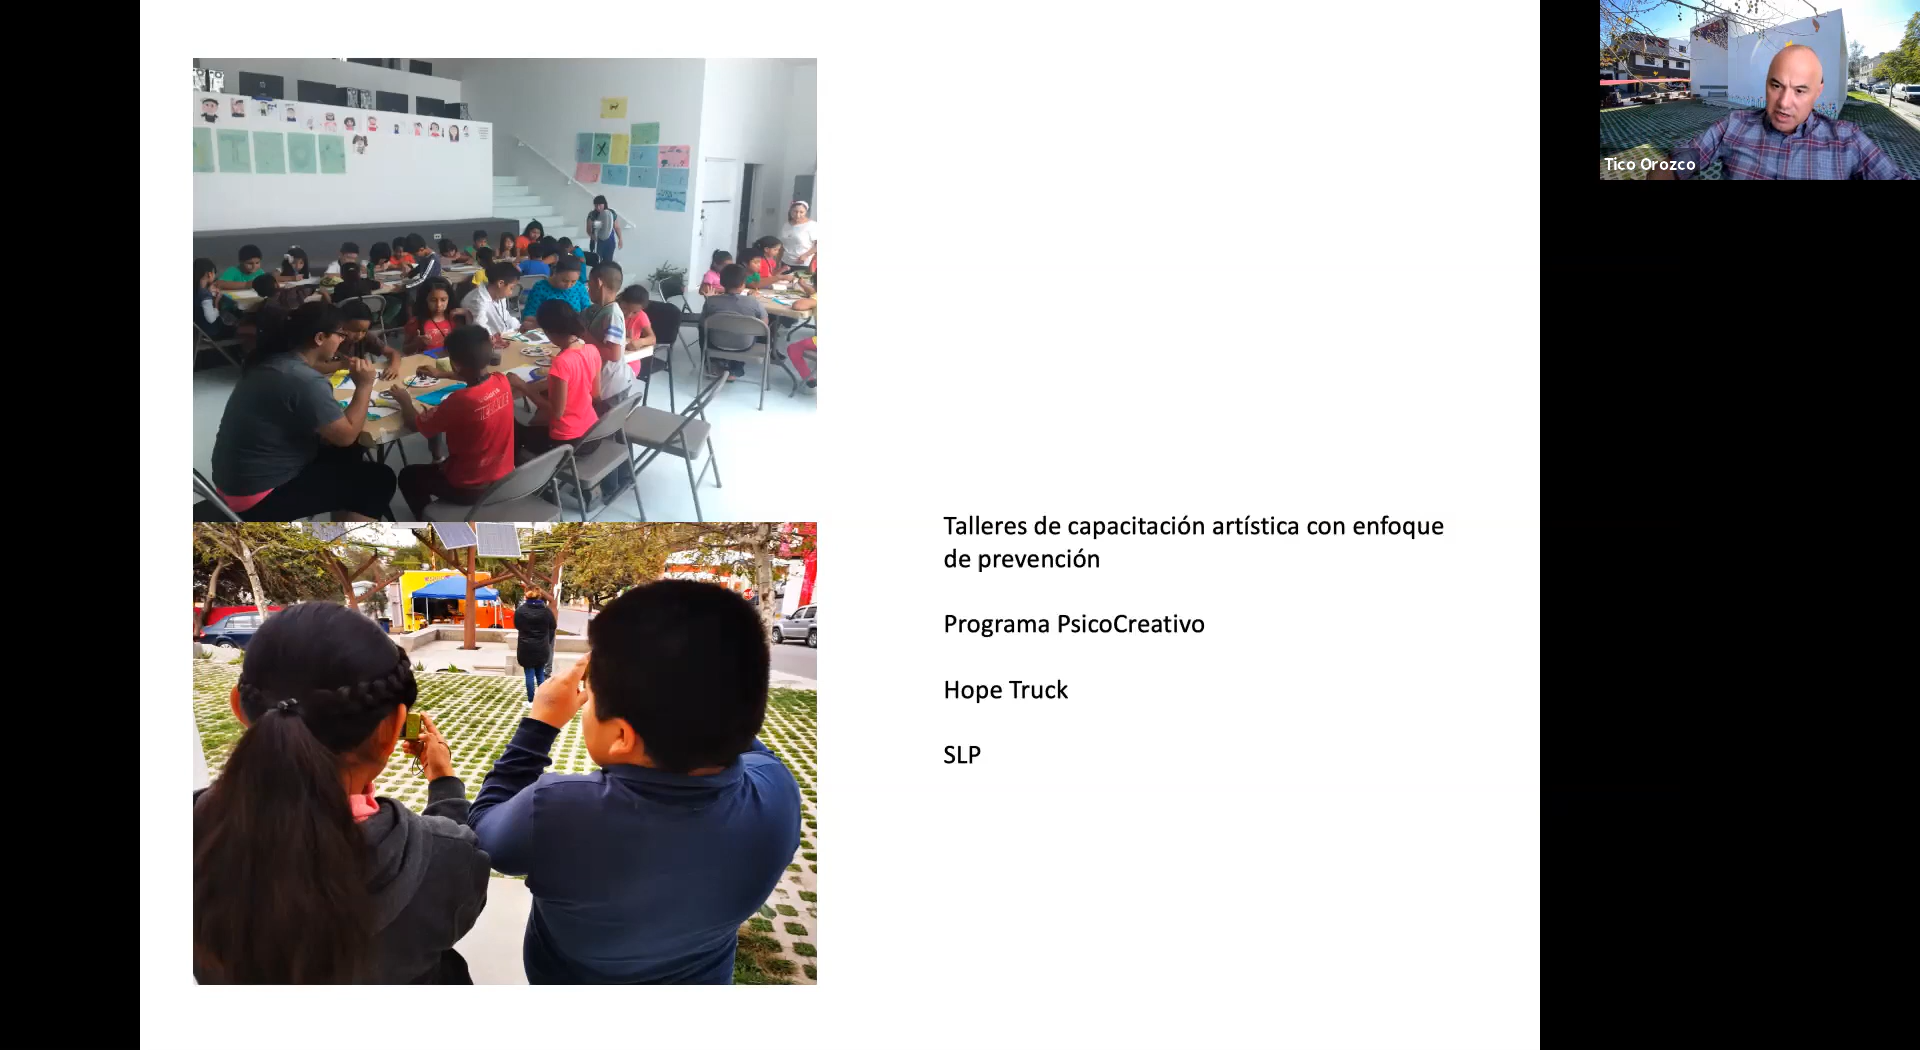 Tico Orozco
Talleres de capacitación artística con enfoque
de prevención
Programa PsicoCreativo
Hope Truck
SLP